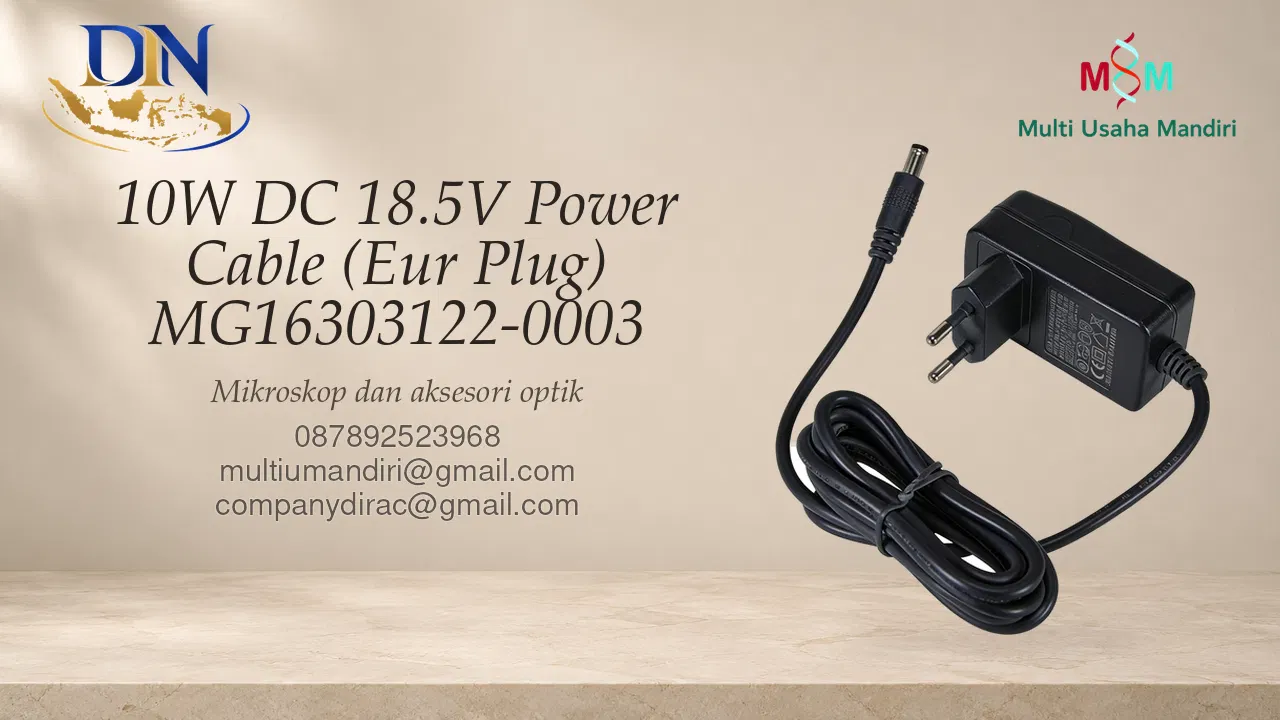 DN
M M
Multi Usaha Mandiri
10W DC 18.5V Power
Cable (Eur Plug)
MG16303122-0003
Mikroskop dan aksesori optik
087892523968
multiumandiri@gmail.com
companydirac@gmail.com